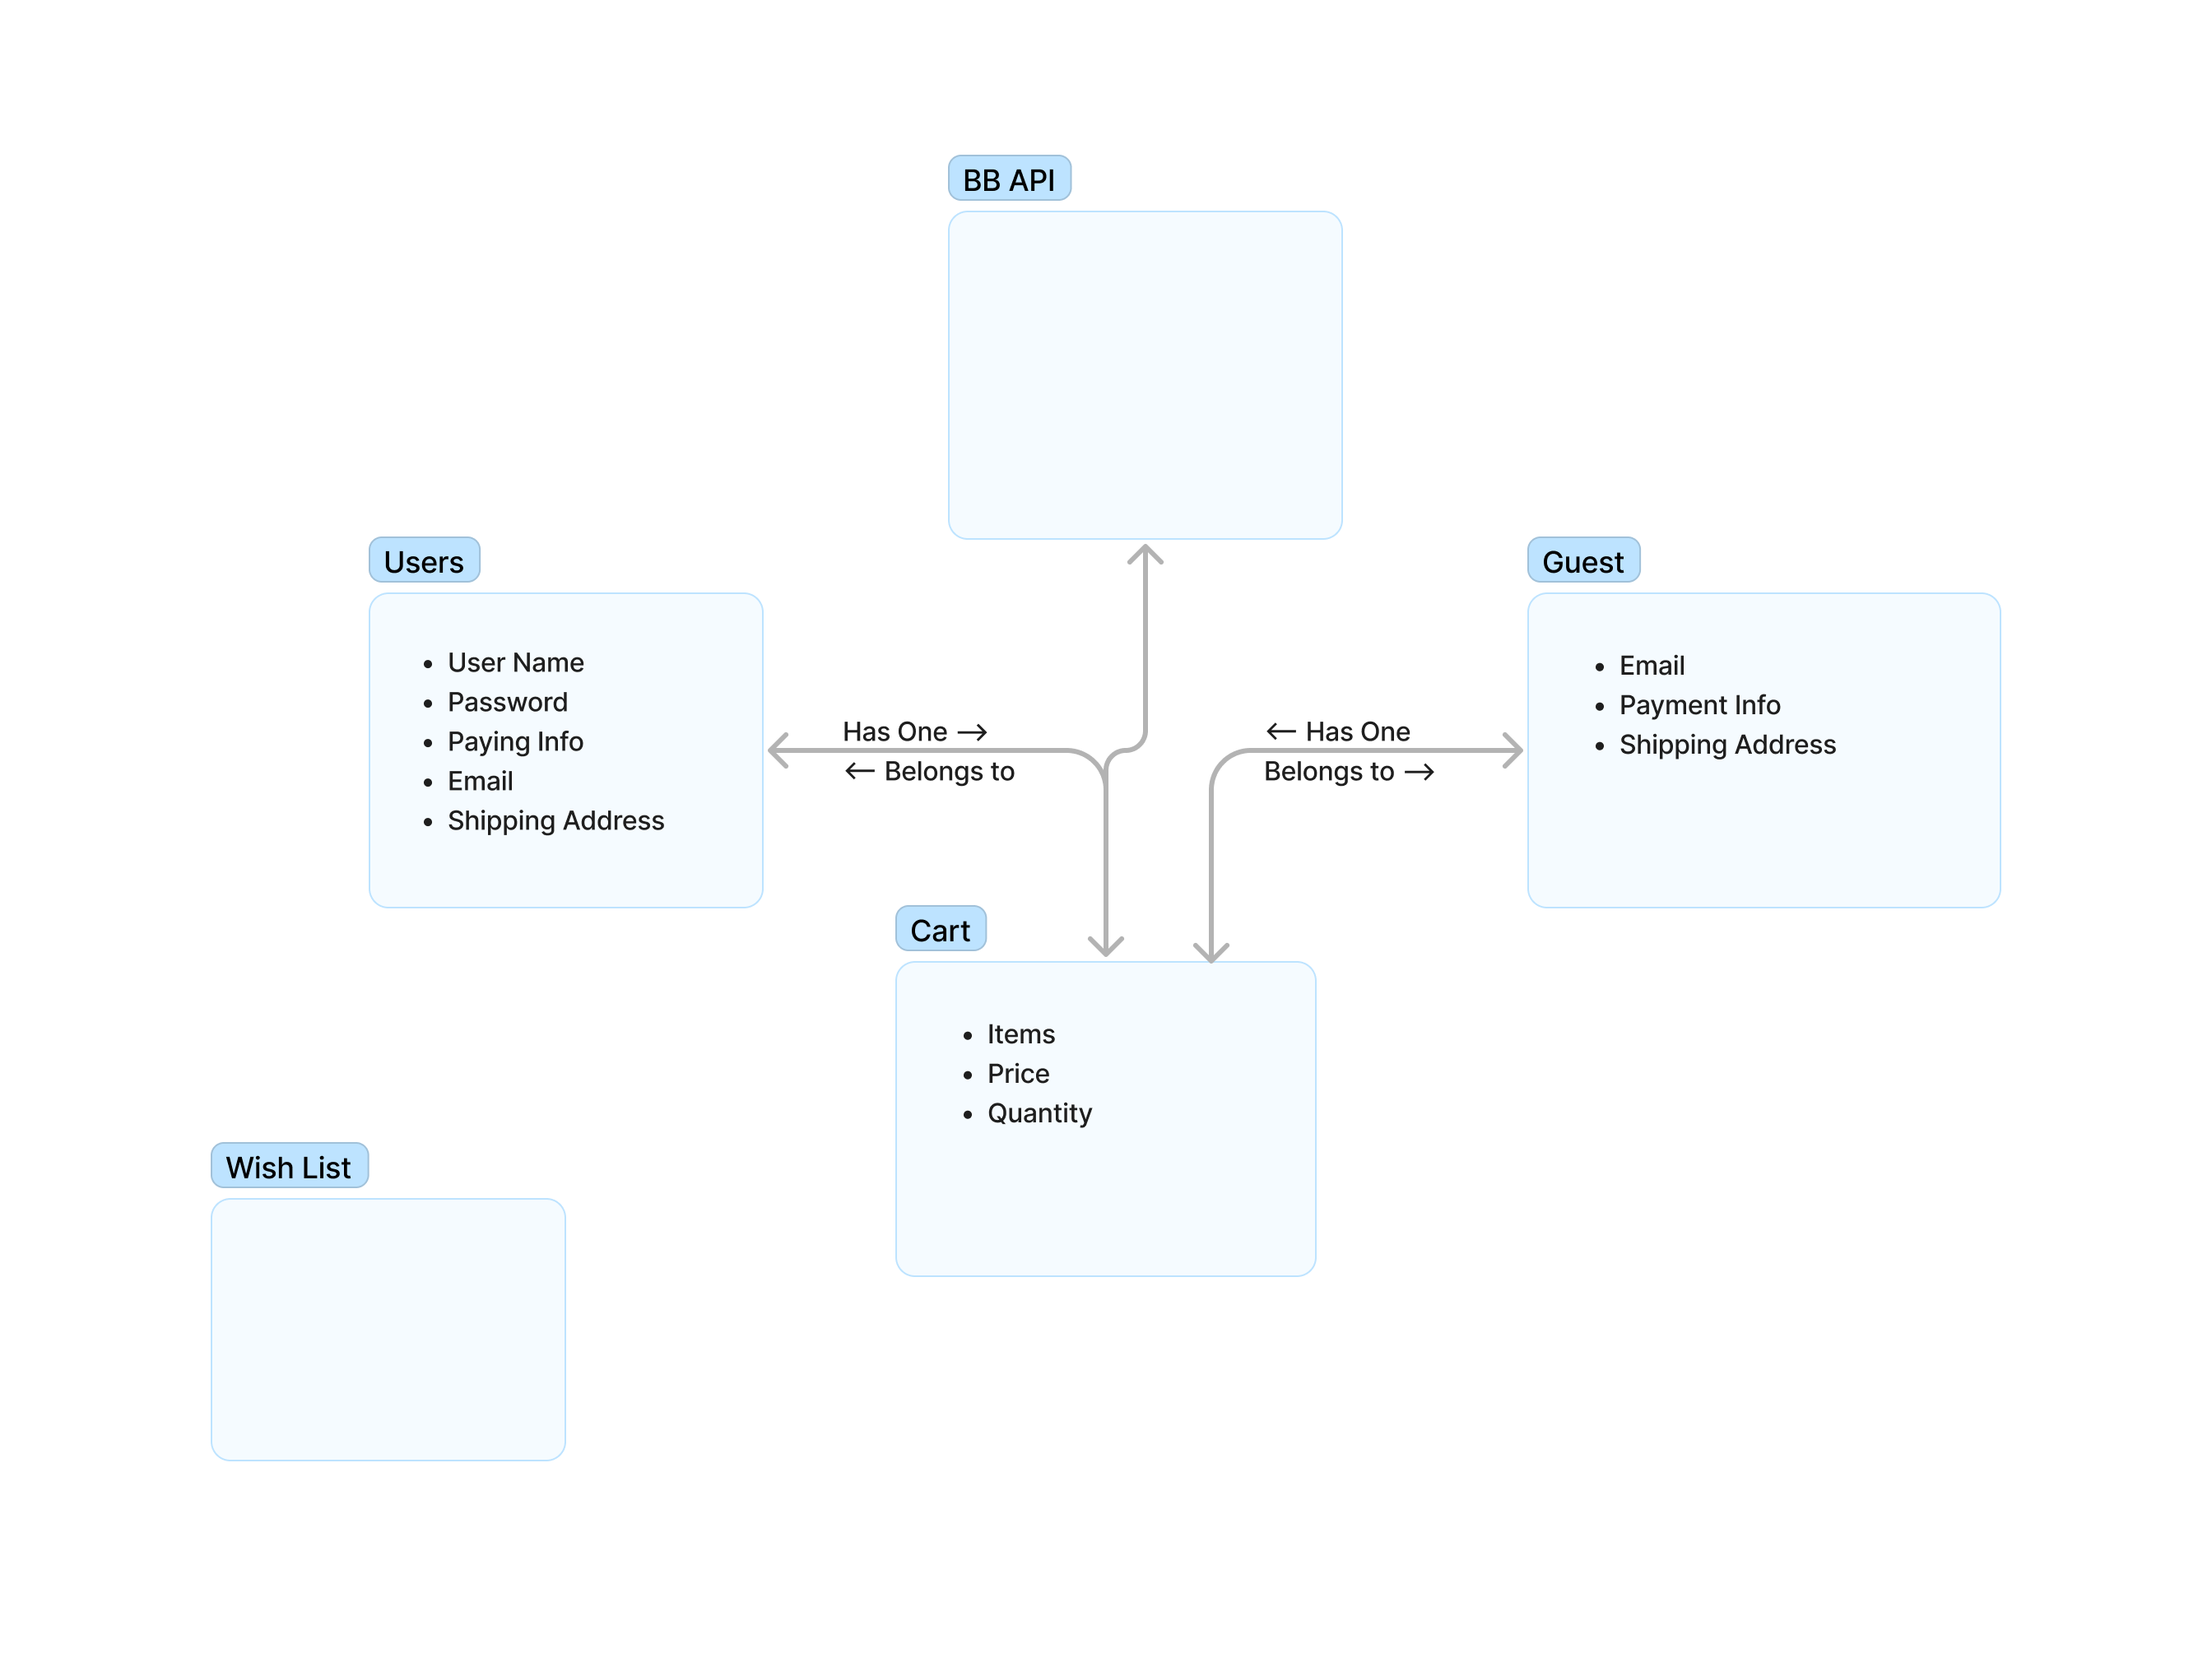 BB API
Users
• User Name
• Password
• Paying Info
• Email
• Shipping Address
Has One →
← Belongs to
← Has One
Belongs to →
Guest
• Email
• Payment Info
• Shipping Address
Cart
• Items
• Price
• Quantity
Wish List